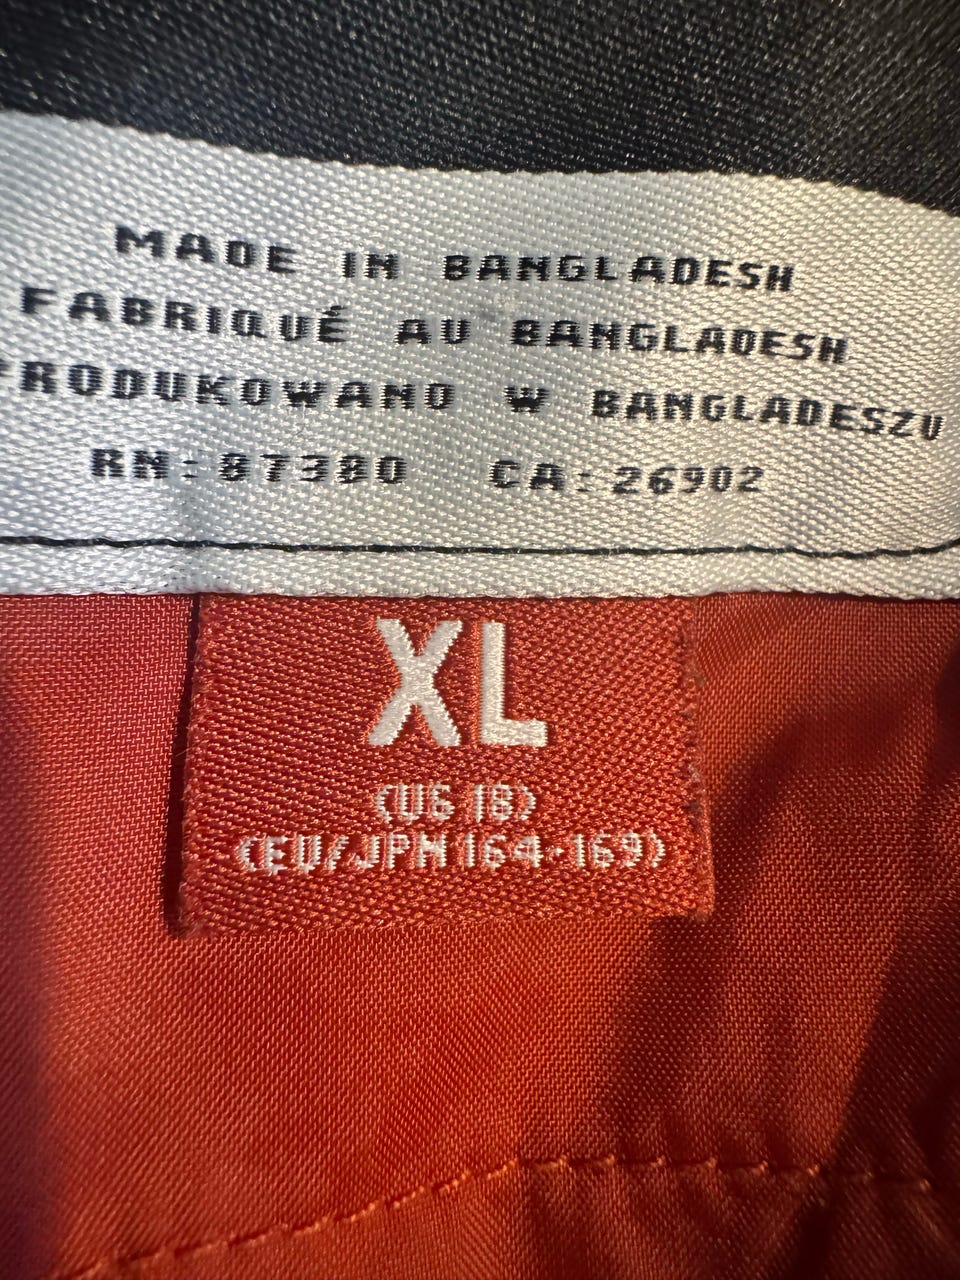 MADE IN BANGLADESH
FABRIQUÉ AU BANGLADESH
PRODUKOWANO W BANGLADESZU
RN: 87380 CA: 26902
XL
(US 18)
(EU/JPN 164-169)